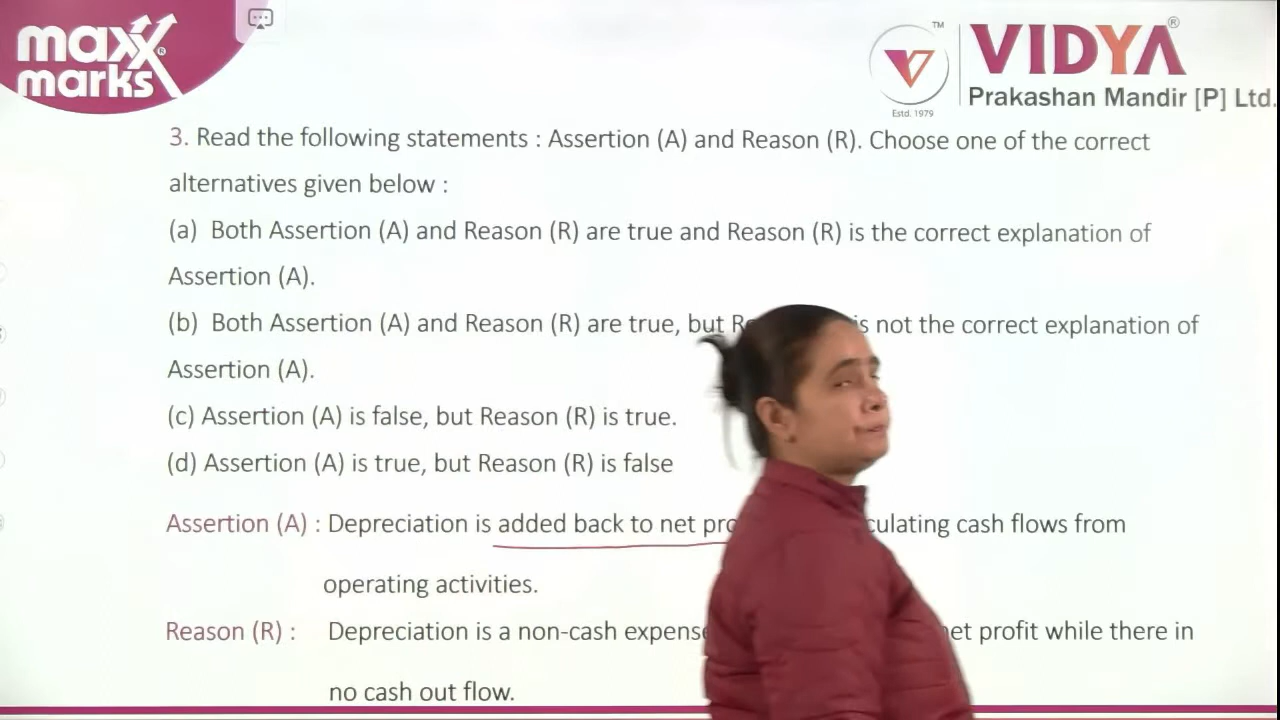 maxx
marks
®
TM
VIDYA
®
Prakashan Mandir [P] Ltd.
Estd. 1979
3. Read the following statements : Assertion (A) and Reason (R). Choose one of the correct
alternatives given below :
(a) Both Assertion (A) and Reason (R) are true and Reason (R) is the correct explanation of
Assertion (A).
(b) Both Assertion (A) and Reason (R) are true, but is not the correct explanation of
Assertion (A).
(c) Assertion (A) is false, but Reason (R) is true.
(d) Assertion (A) is true, but Reason (R) is false
Assertion (A) : Depreciation is added back to net cash flows from
operating activities.
Reason (R) : Depreciation is a non-cash expense profit while there in
no cash out flow.